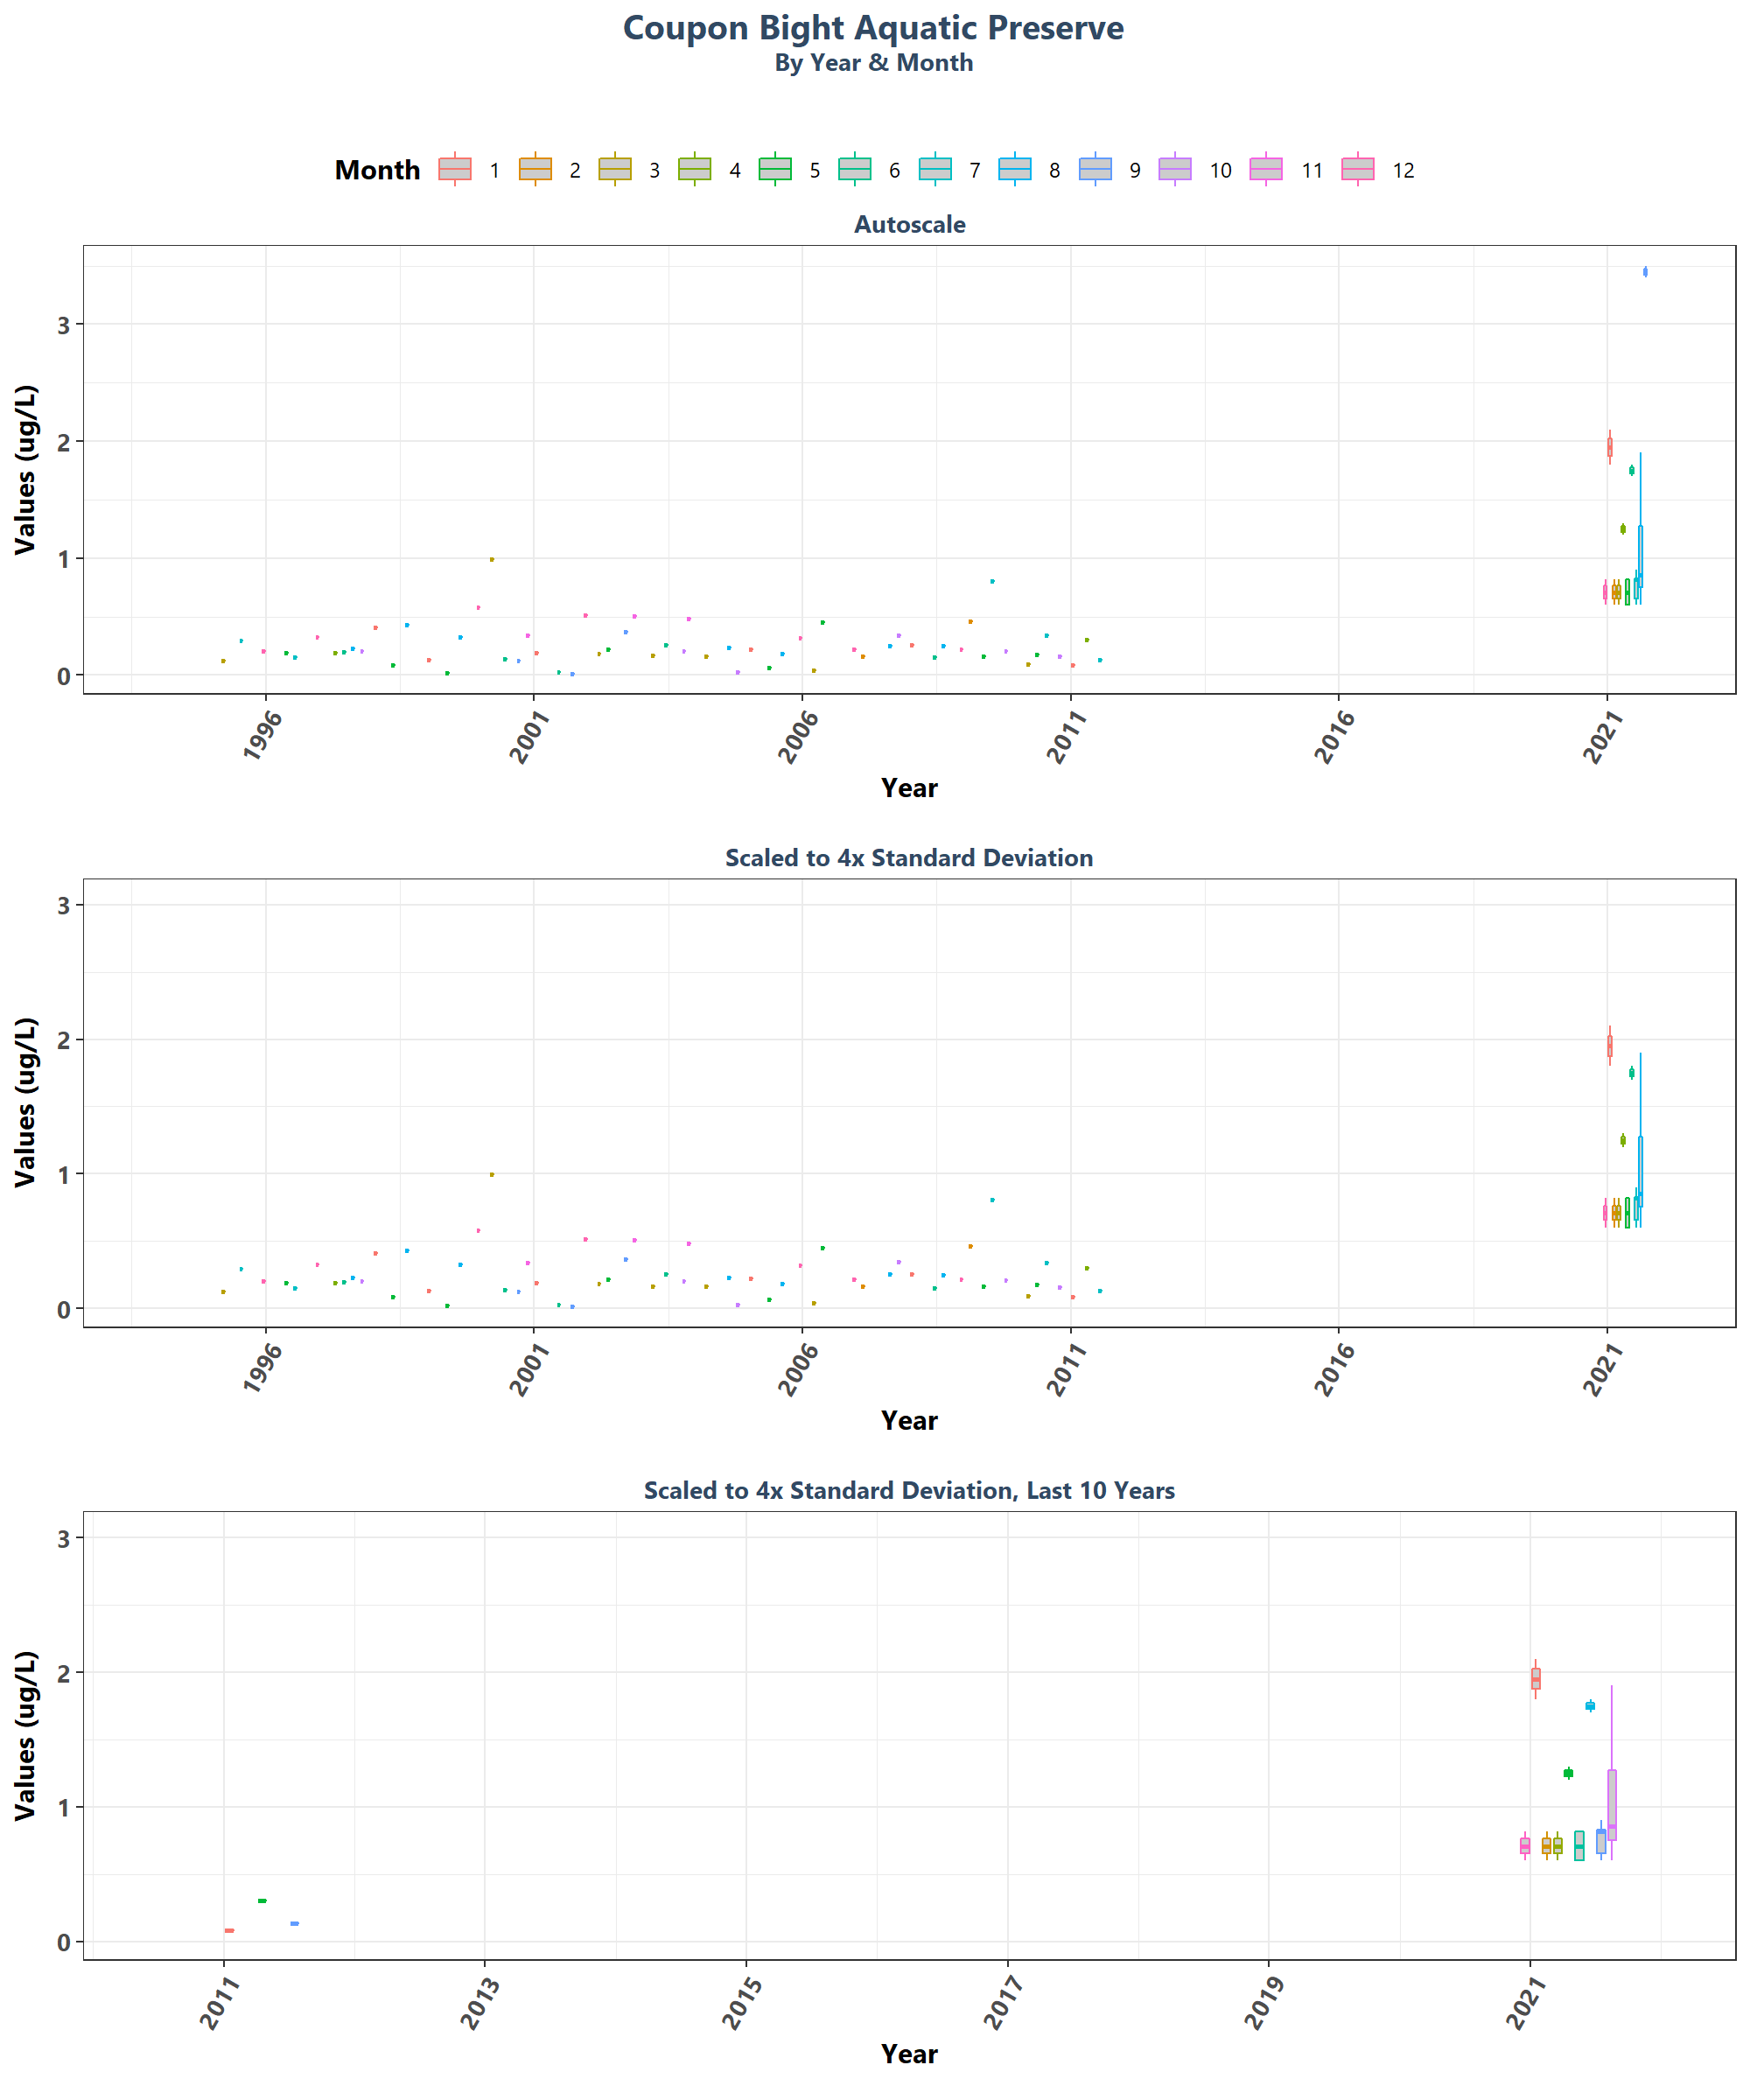 Coupon Bight Aquatic Preserve
By Year & Month
Month 1 2 3 4 5 6 7 8 9 10 11 12
Autoscale
Values (ug/L)
3
2
1
0
1996 2001 2006 2011 2016 2021
Year
Scaled to 4x Standard Deviation
Values (ug/L)
3
2
1
0
1996 2001 2006 2011 2016 2021
Year
Scaled to 4x Standard Deviation, Last 10 Years
Values (ug/L)
3
2
1
0
2011 2013 2015 2017 2019 2021
Year